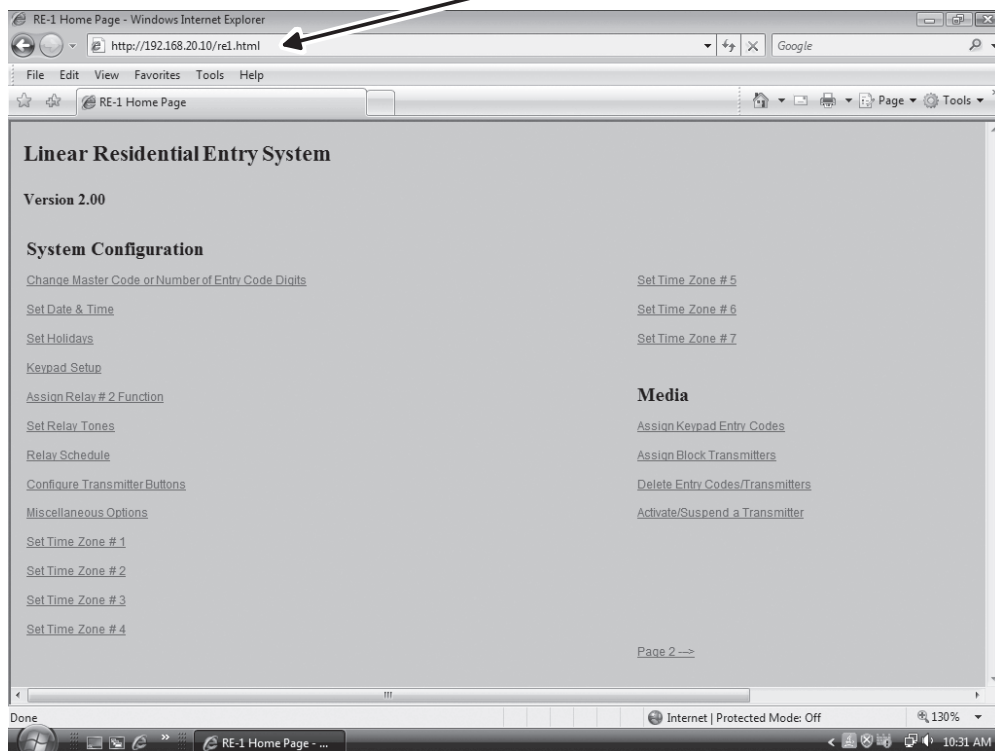 RE-1 Home Page - Windows Internet Explorer
http://192.168.20.10/re1.html
Google
File Edit View Favorites Tools Help
RE-1 Home Page
Page
Tools
Linear Residential Entry System
Version 2.00
System Configuration
Change Master Code or Number of Entry Code Digits
Set Date & Time
Set Holidays
Keypad Setup
Assign Relay # 2 Function
Set Relay Tones
Relay Schedule
Configure Transmitter Buttons
Miscellaneous Options
Set Time Zone # 1
Set Time Zone # 2
Set Time Zone # 3
Set Time Zone # 4
Set Time Zone # 5
Set Time Zone # 6
Set Time Zone # 7
Media
Assign Keypad Entry Codes
Assign Block Transmitters
Delete Entry Codes/Transmitters
Activate/Suspend a Transmitter
Page 2 -->
Done
Internet | Protected Mode: Off
130%
RE-1 Home Page - ...
10:31 AM